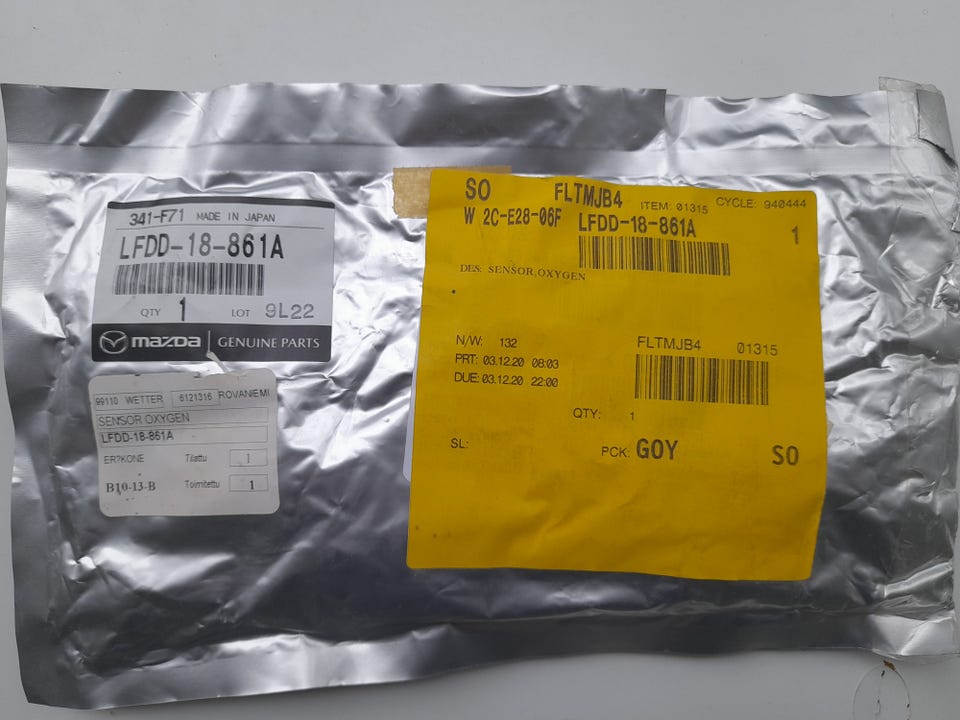 341-F71 MADE IN JAPAN
LFDD-18-861A
QTY 1 LOT 9L22
mazda GENUINE PARTS
99110 WETTER 6121316 ROVANIEMI
SENSOR OXYGEN
LFDD-18-861A
ER?KONE Tilattu 1
B10-13-B Toimitettu 1
SO FLTMJB4 ITEM: 01315 CYCLE: 940444
W 2C-E28-06F LFDD-18-861A 1
DES: SENSOR,OXYGEN
N/W: 132 FLTMJB4 01315
PRT: 03.12.20 08:03
DUE: 03.12.20 22:00
QTY: 1
SL: PCK: GOY SO